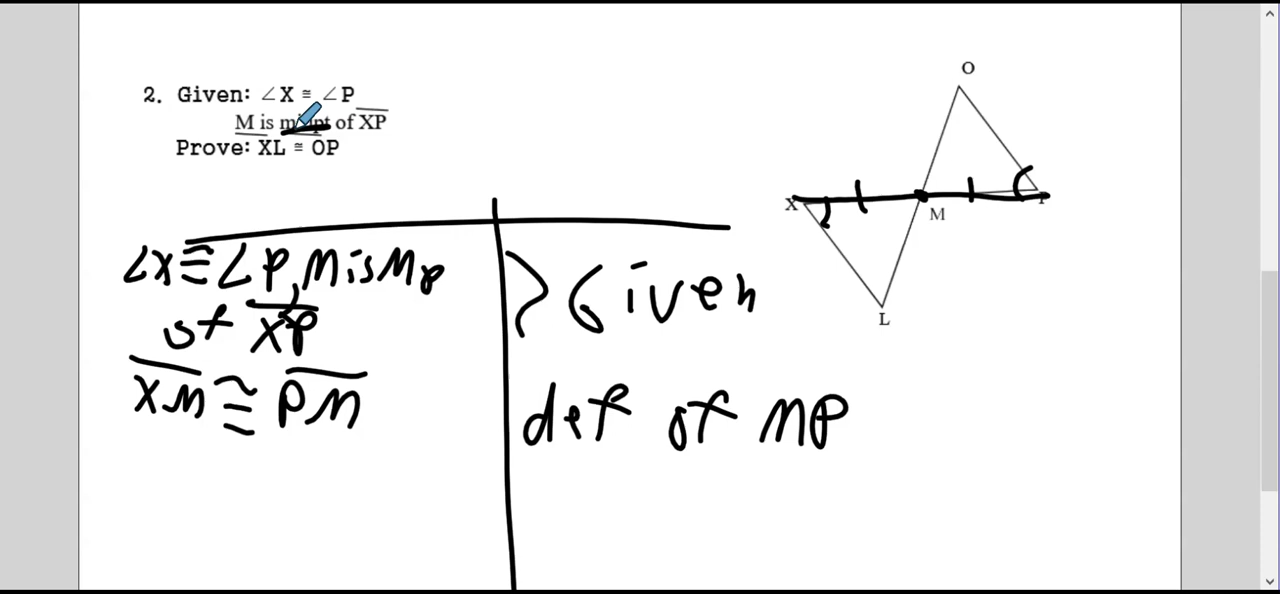 2. Given: ∠X ≅ ∠P
M is midpt of XP
Prove: XL ≅ OP
O
X
M
P
L
∠X ≅ ∠P, M is Mp
of XP
Given
XM ≅ PM
def of MP